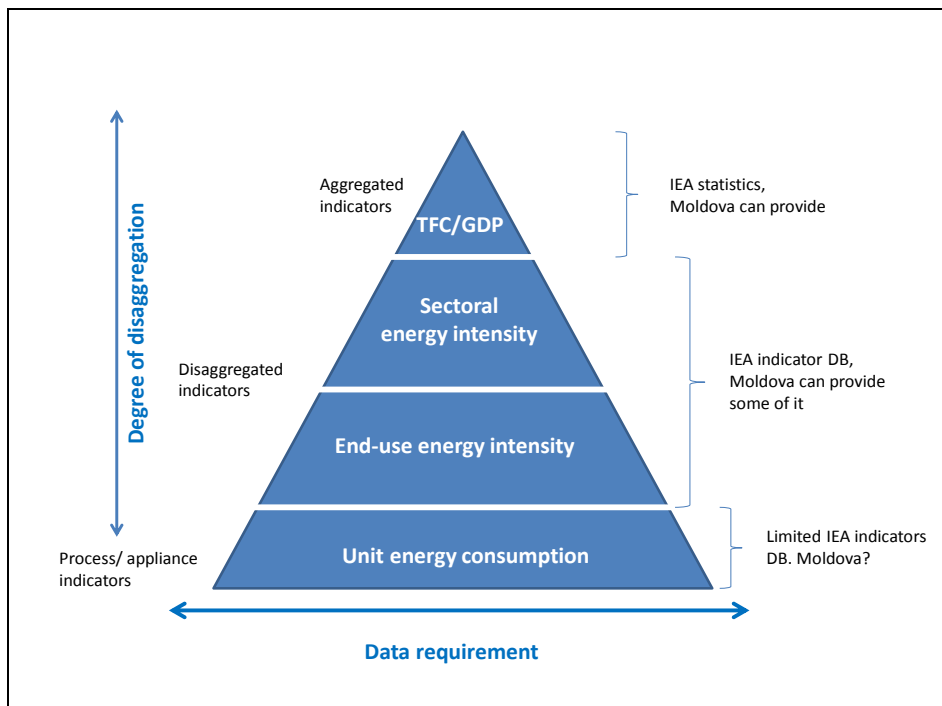 Degree of disaggregation
Aggregated
indicators
TFC/GDP
IEA statistics,
Moldova can provide
Sectoral
energy intensity
Disaggregated
indicators
IEA indicator DB,
Moldova can provide
some of it
End-use energy intensity
Process/ appliance
indicators
Unit energy consumption
Limited IEA indicators
DB. Moldova?
Data requirement